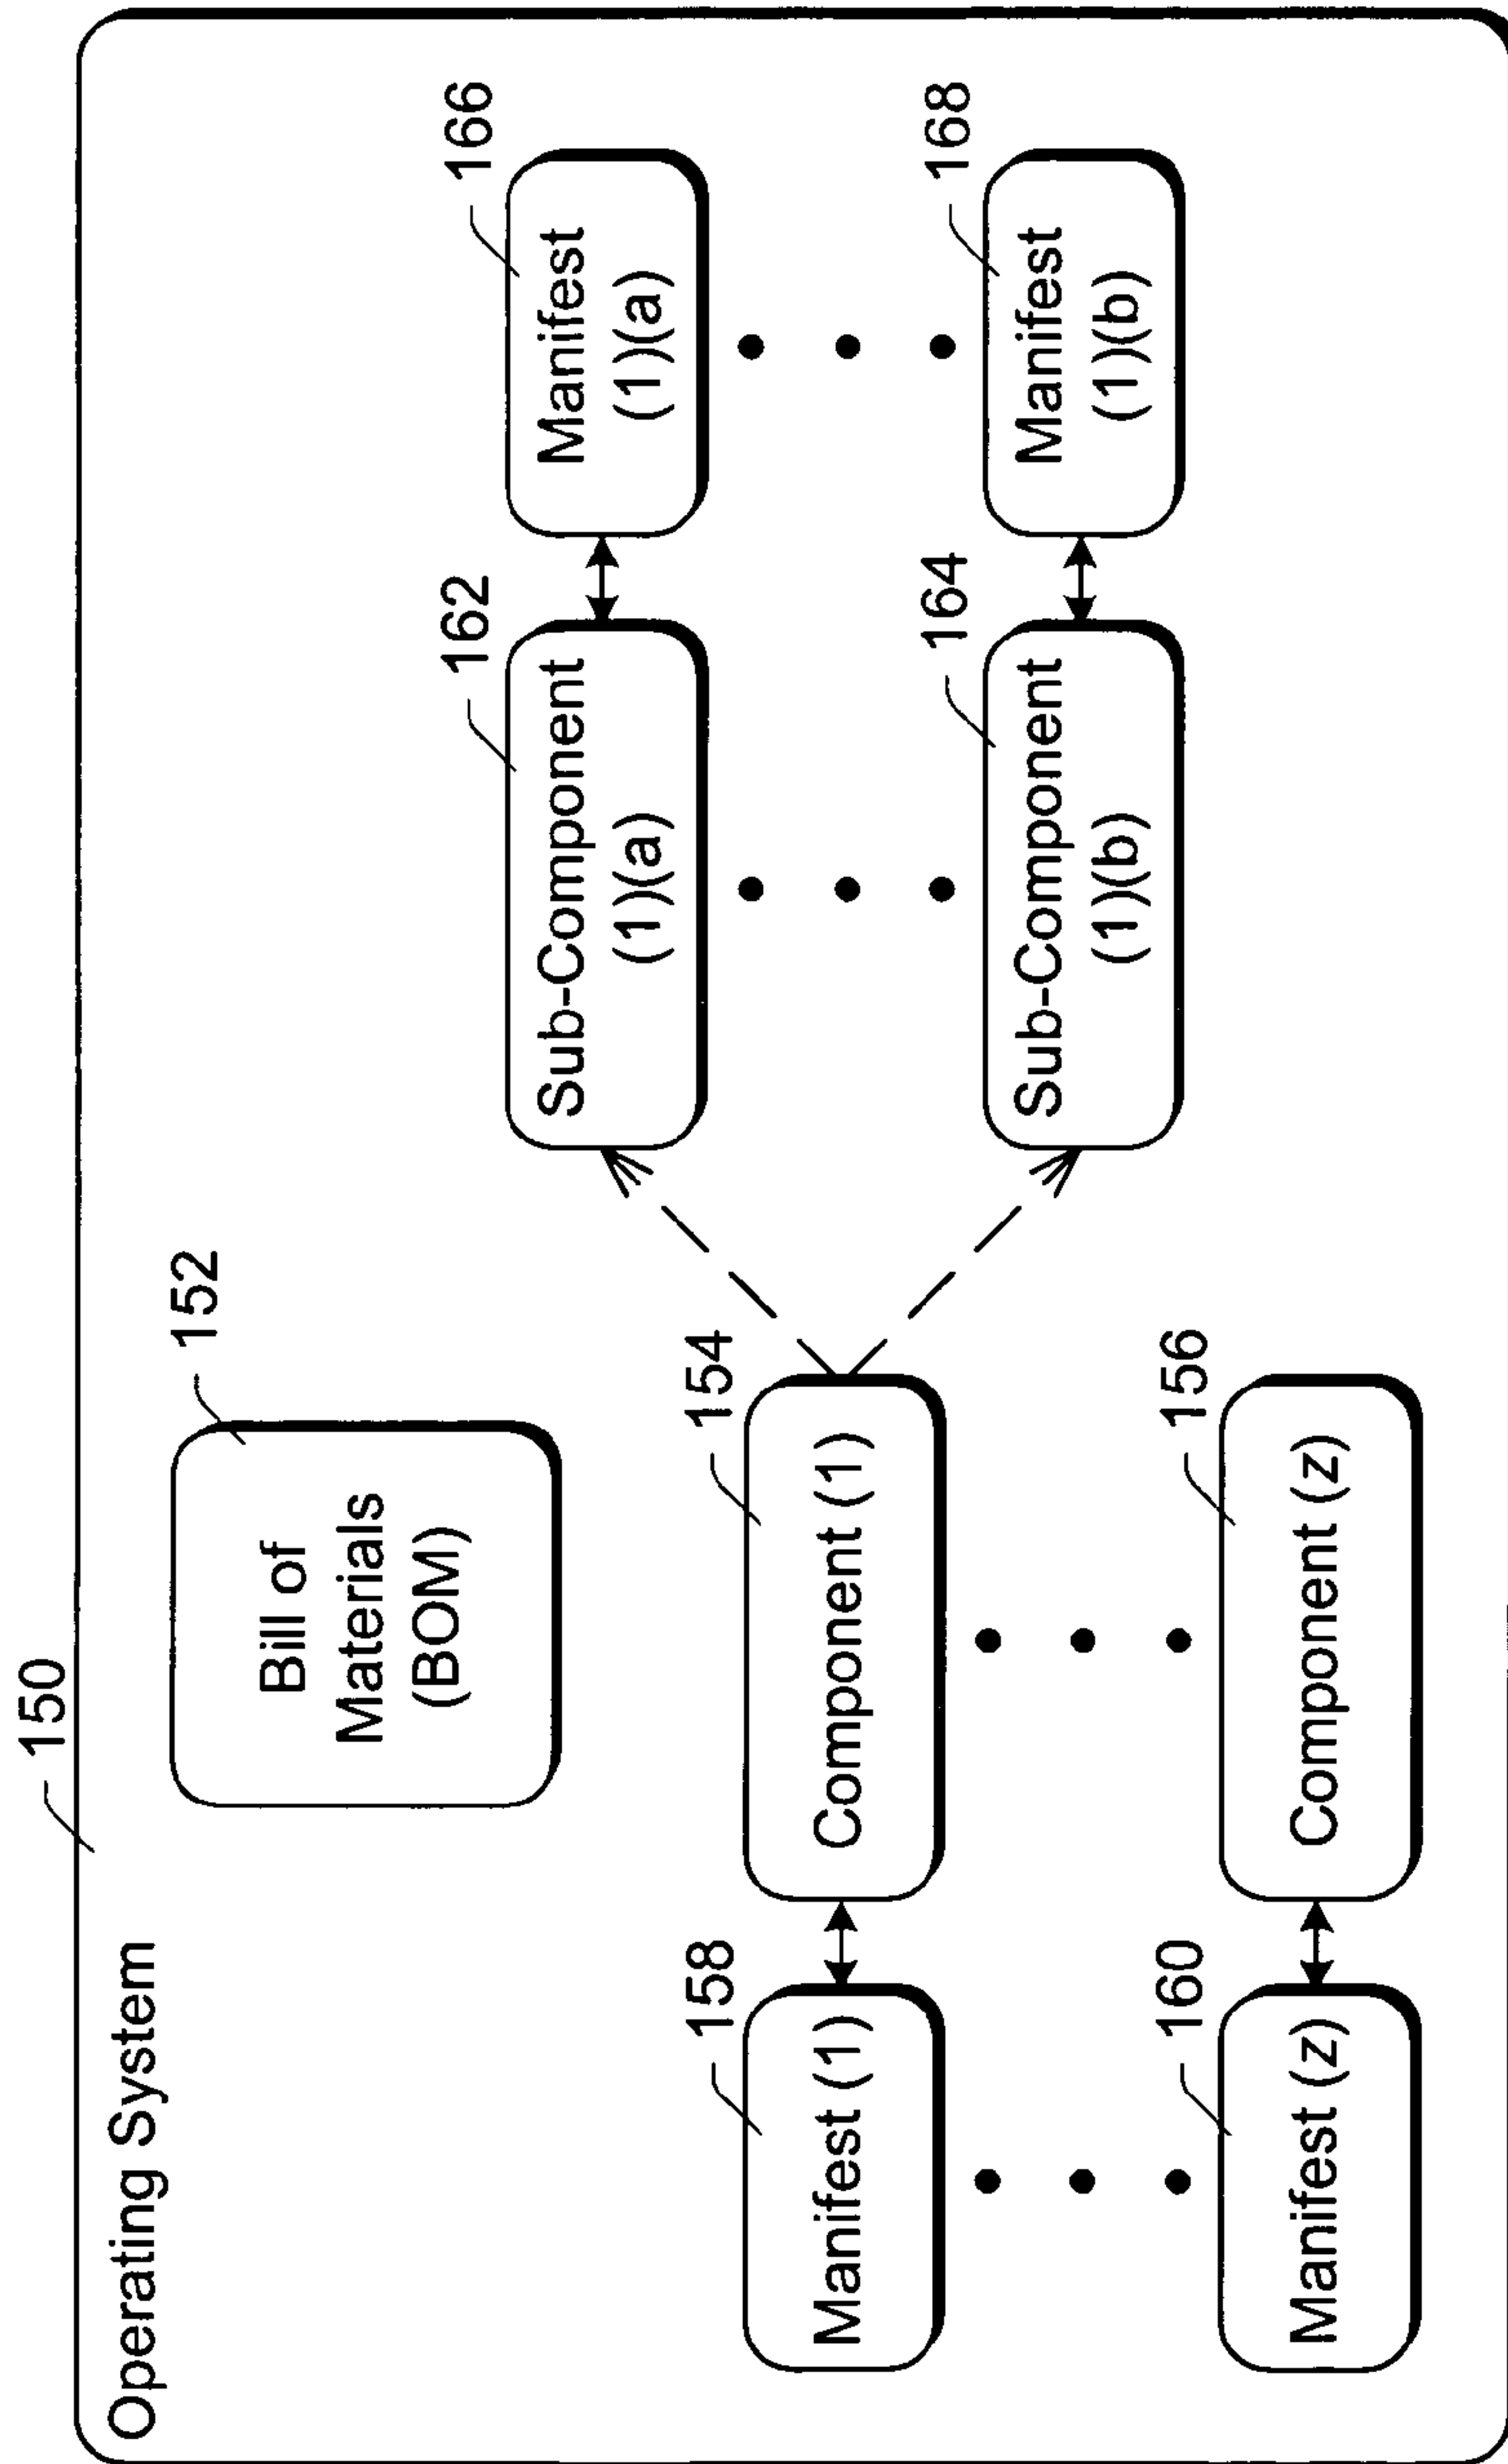 150
Operating System
152
Bill of
Materials
(BOM)
162
Sub-Component
(1)(a)
166
Manifest
(1)(a)
158
Manifest (1)
154
Component (1)
164
Sub-Component
(1)(b)
168
Manifest
(1)(b)
160
Manifest (z)
156
Component (z)